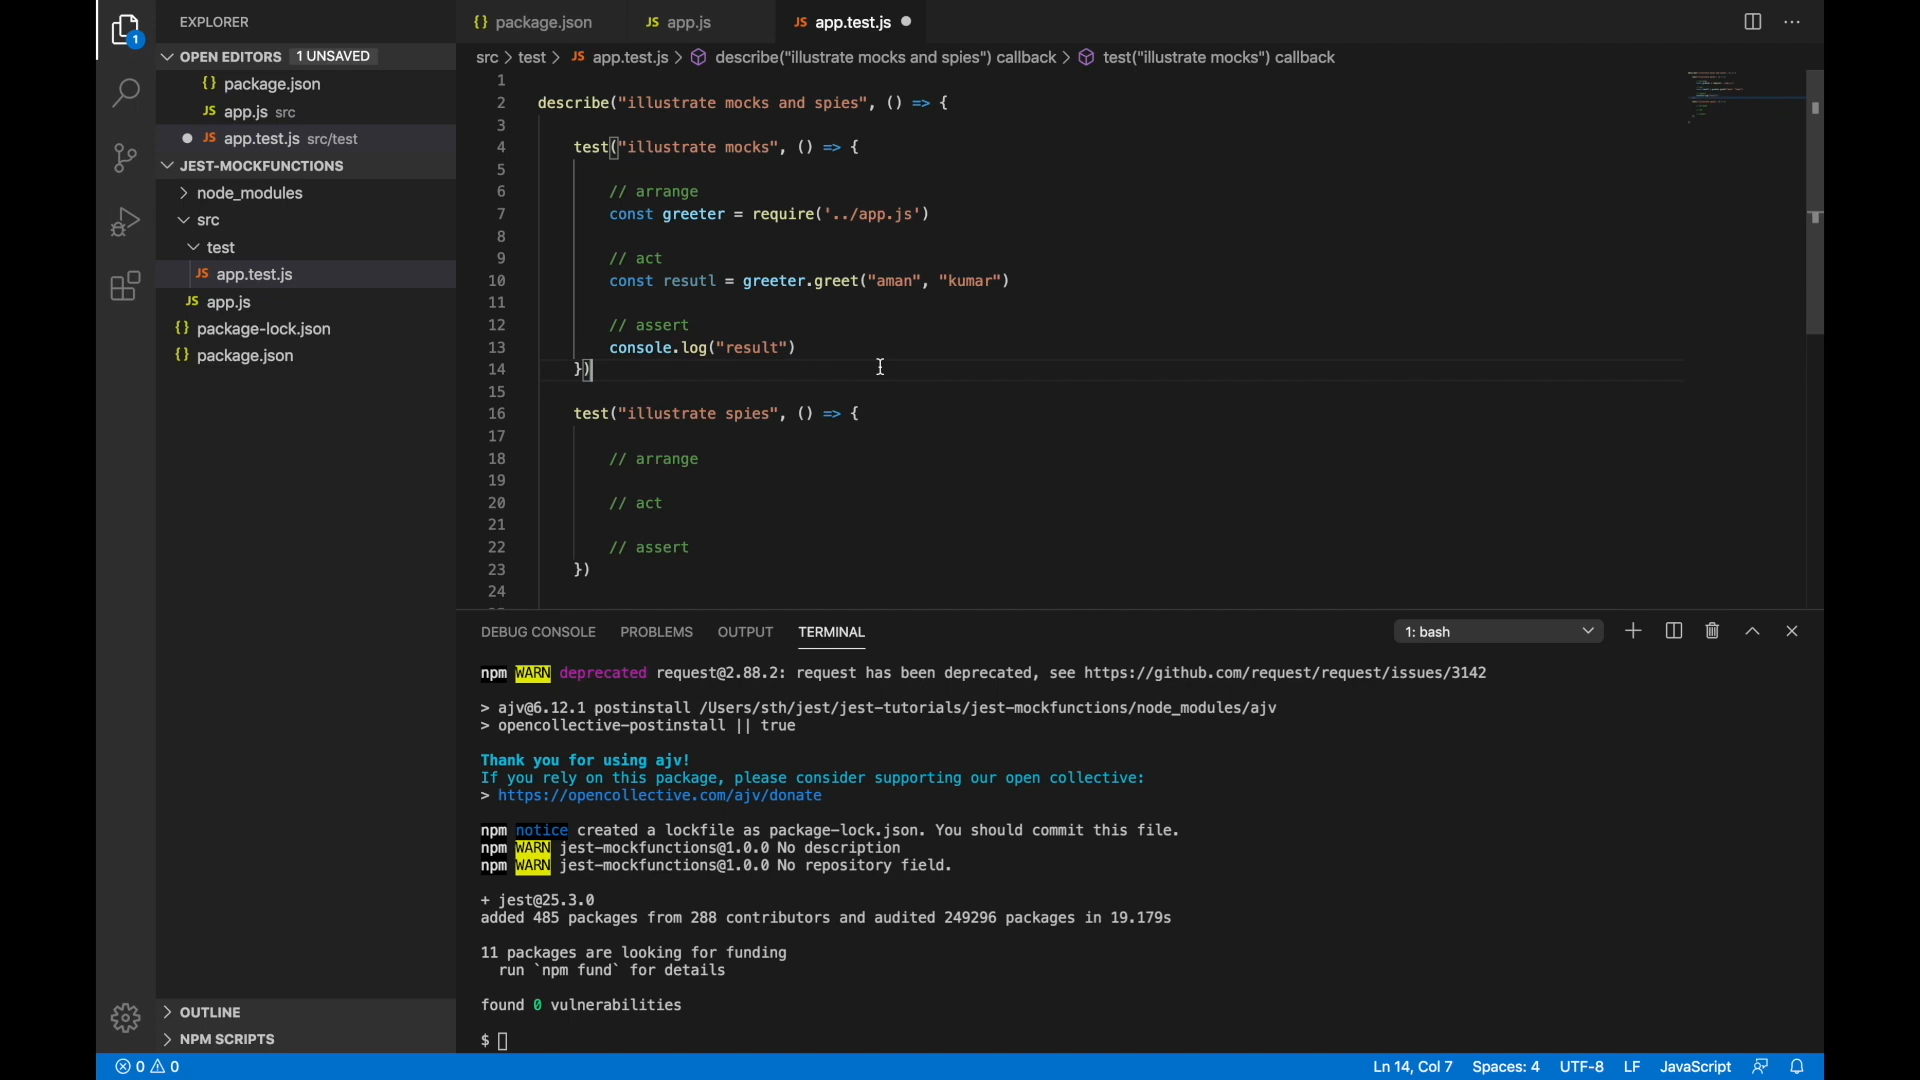 EXPLORER
OPEN EDITORS 1 UNSAVED
{} package.json
JS app.js src
JS app.test.js src/test
JEST-MOCKFUNCTIONS
node_modules
src
test
JS app.test.js
JS app.js
{} package-lock.json
{} package.json
OUTLINE
NPM SCRIPTS
1
{} package.json
JS app.js
JS app.test.js
src > test > JS app.test.js > describe("illustrate mocks and spies") callback > test("illustrate mocks") callback
1
2 describe("illustrate mocks and spies", () => {
3
4 test("illustrate mocks", () => {
5
6 // arrange
7 const greeter = require('../app.js')
8
9 // act
10 const resutl = greeter.greet("aman", "kumar")
11
12 // assert
13 console.log("result")
14 })
15
16 test("illustrate spies", () => {
17
18 // arrange
19
20 // act
21
22 // assert
23 })
24
DEBUG CONSOLE PROBLEMS OUTPUT TERMINAL
1: bash
npm WARN deprecated request@2.88.2: request has been deprecated, see https://github.com/request/request/issues/3142
> ajv@6.12.1 postinstall /Users/sth/jest/jest-tutorials/jest-mockfunctions/node_modules/ajv
> opencollective-postinstall || true
Thank you for using ajv!
If you rely on this package, please consider supporting our open collective:
> https://opencollective.com/ajv/donate
npm notice created a lockfile as package-lock.json. You should commit this file.
npm WARN jest-mockfunctions@1.0.0 No description
npm WARN jest-mockfunctions@1.0.0 No repository field.
+ jest@25.3.0
added 485 packages from 288 contributors and audited 249296 packages in 19.179s
11 packages are looking for funding
run `npm fund` for details
found 0 vulnerabilities
$
0 0
Ln 14, Col 7 Spaces: 4 UTF-8 LF JavaScript